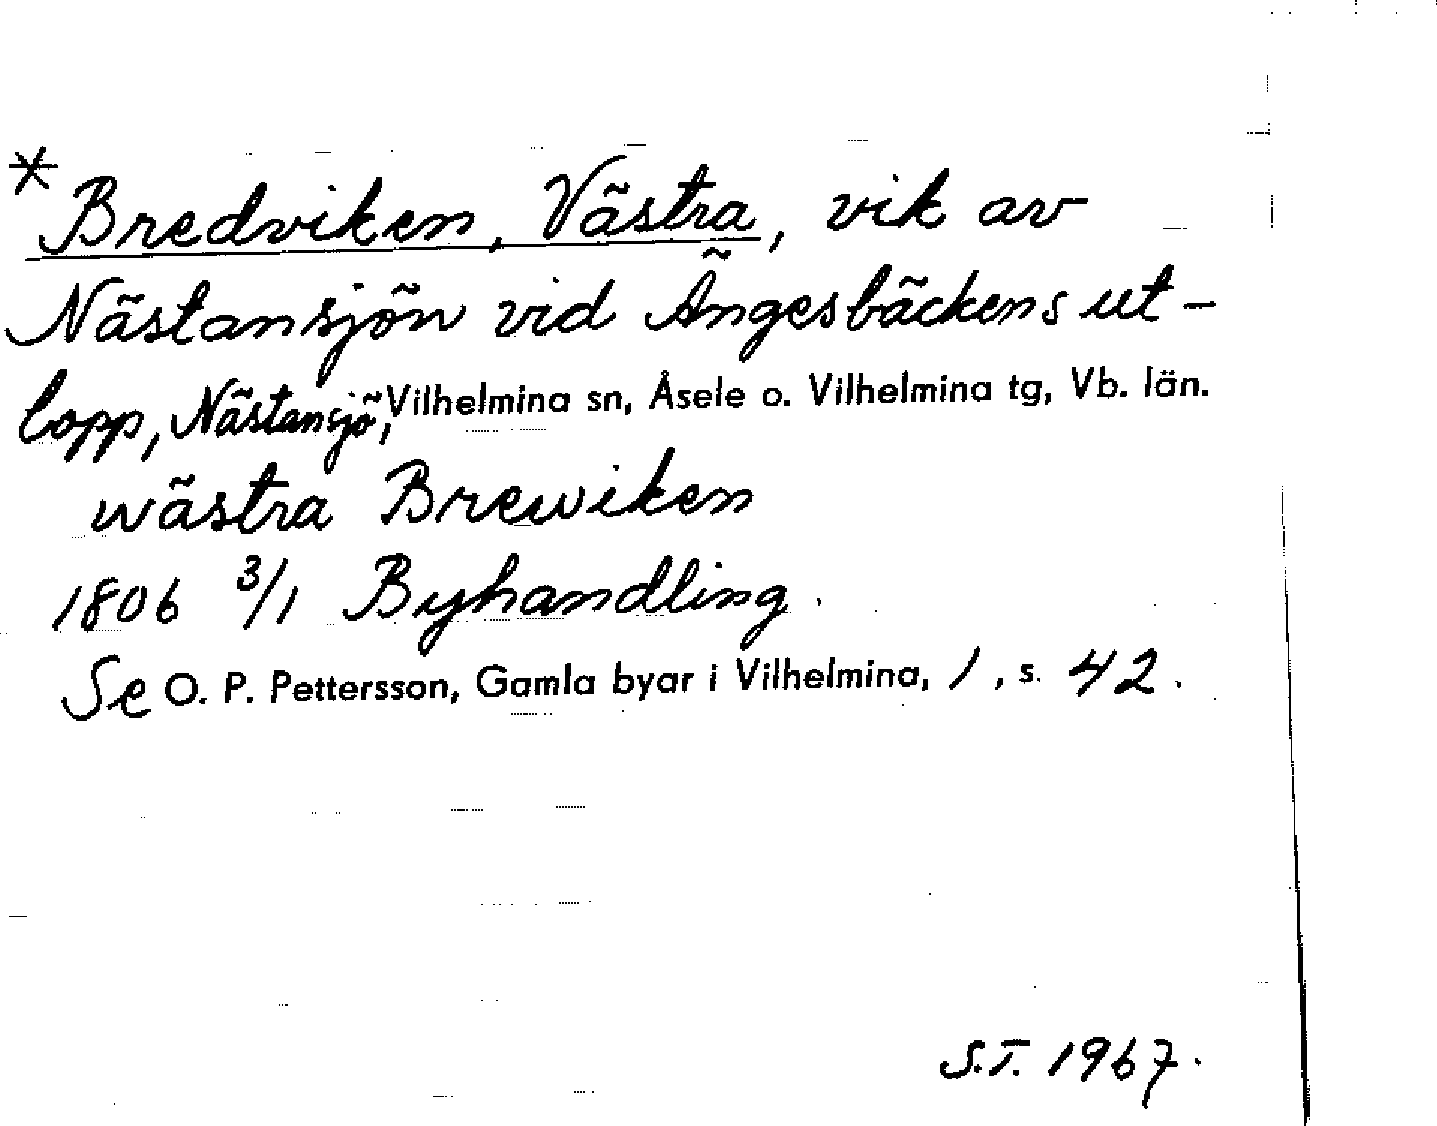 * Bredviken, Västra, vik av
Nästansjön vid Ängesbäckens ut-
lopp, Nästansjö, Vilhelmina sn, Åsele o. Vilhelmina tg, Vb. län.
wästra Brewiken
1806 3/1 Byhandling.
Se O. P. Pettersson, Gamla byar i Vilhelmina, 1, s. 42.
S.T. 1967.